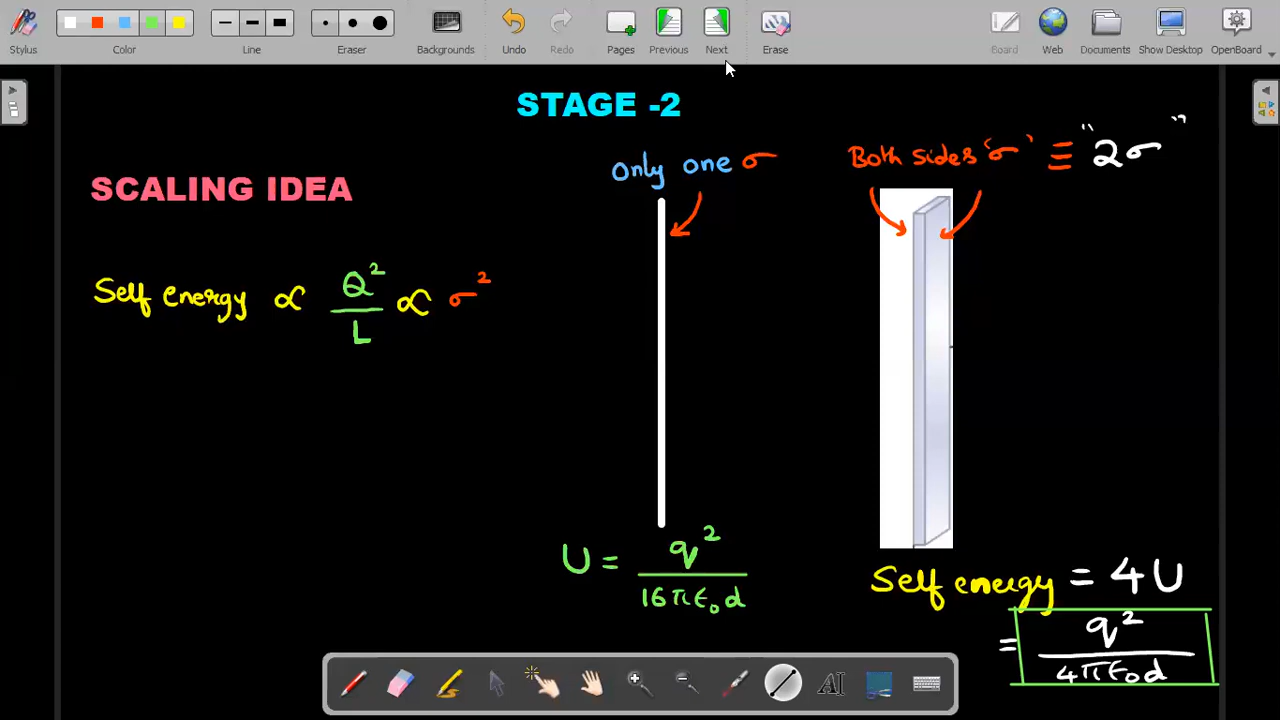 Stylus
Color
Line
Eraser
Backgrounds
Undo
Redo
Pages
Previous
Next
Erase
Board
Web
Documents
Show Desktop
OpenBoard
STAGE -2
SCALING IDEA
Self energy ∝ Q²/L ∝ σ²
Only one σ
Both sides 'σ' ≡ "2σ"
U = q²/16πϵ₀d
Self energy = 4U
= q²/4πϵ₀d
AI